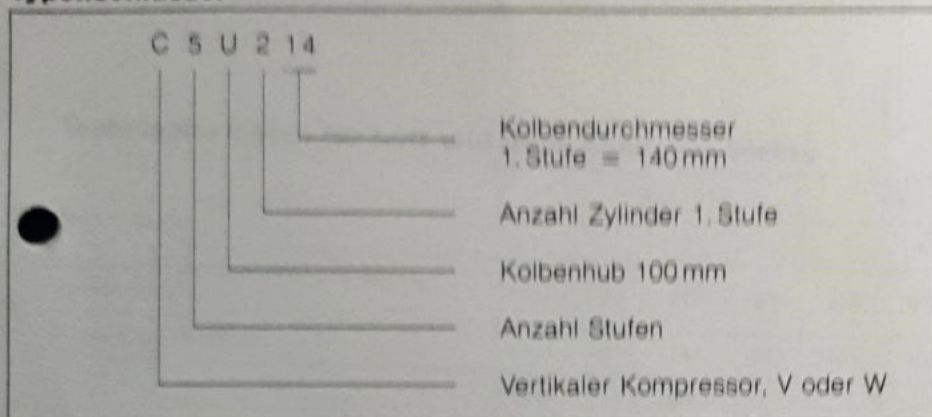 C 5 U 2 14
Kolbendurchmesser
1. Stufe ≡ 140 mm
Anzahl Zylinder 1. Stufe
Kolbenhub 100 mm
Anzahl Stufen
Vertikaler Kompressor, V oder W